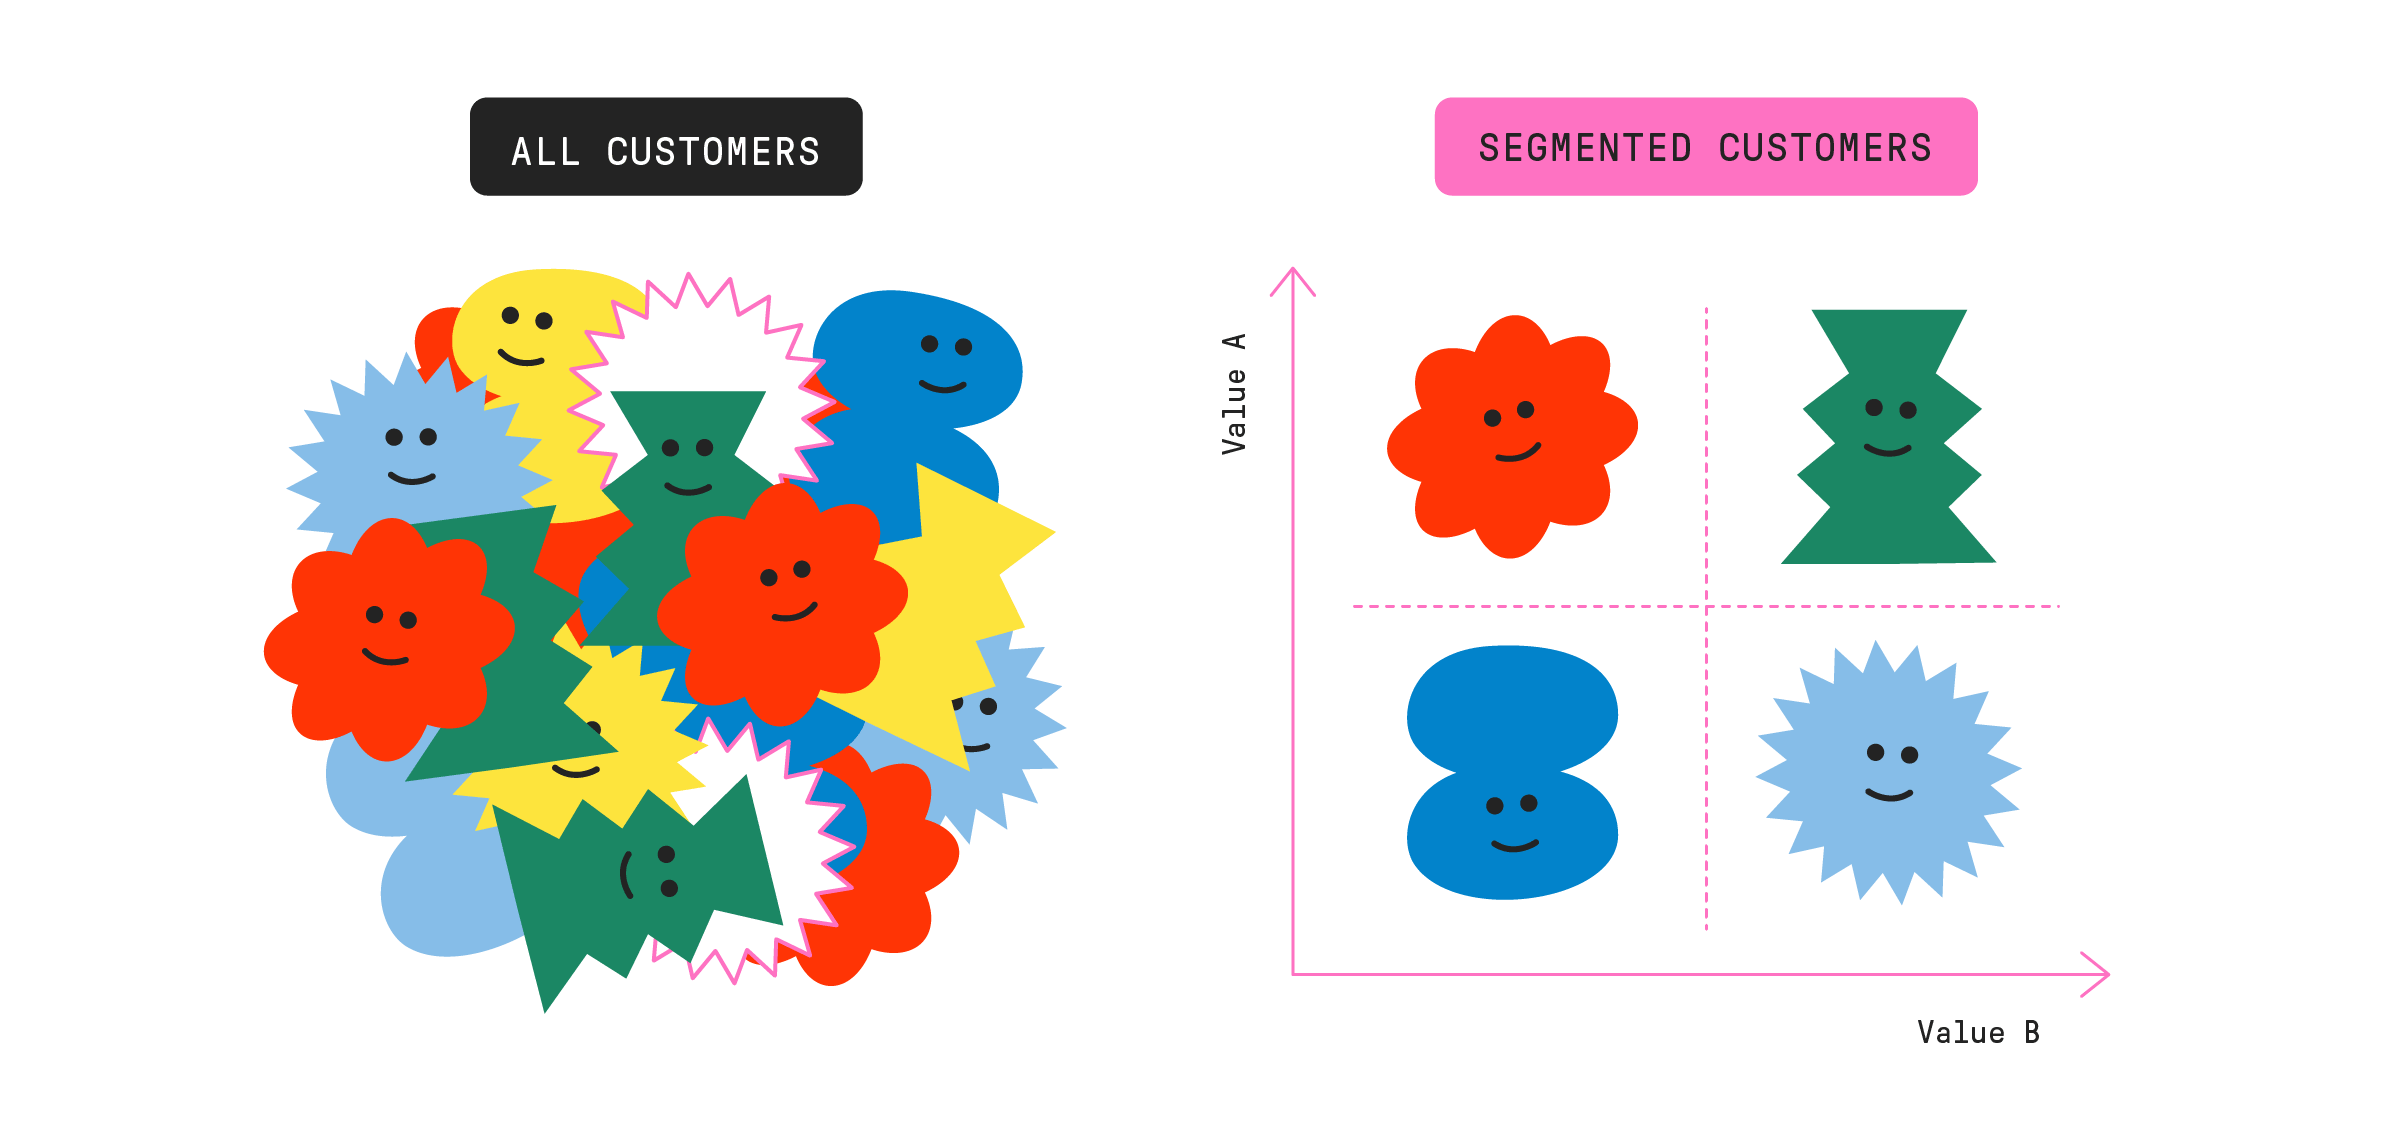 ALL CUSTOMERS
SEGMENTED CUSTOMERS
Value A
Value B